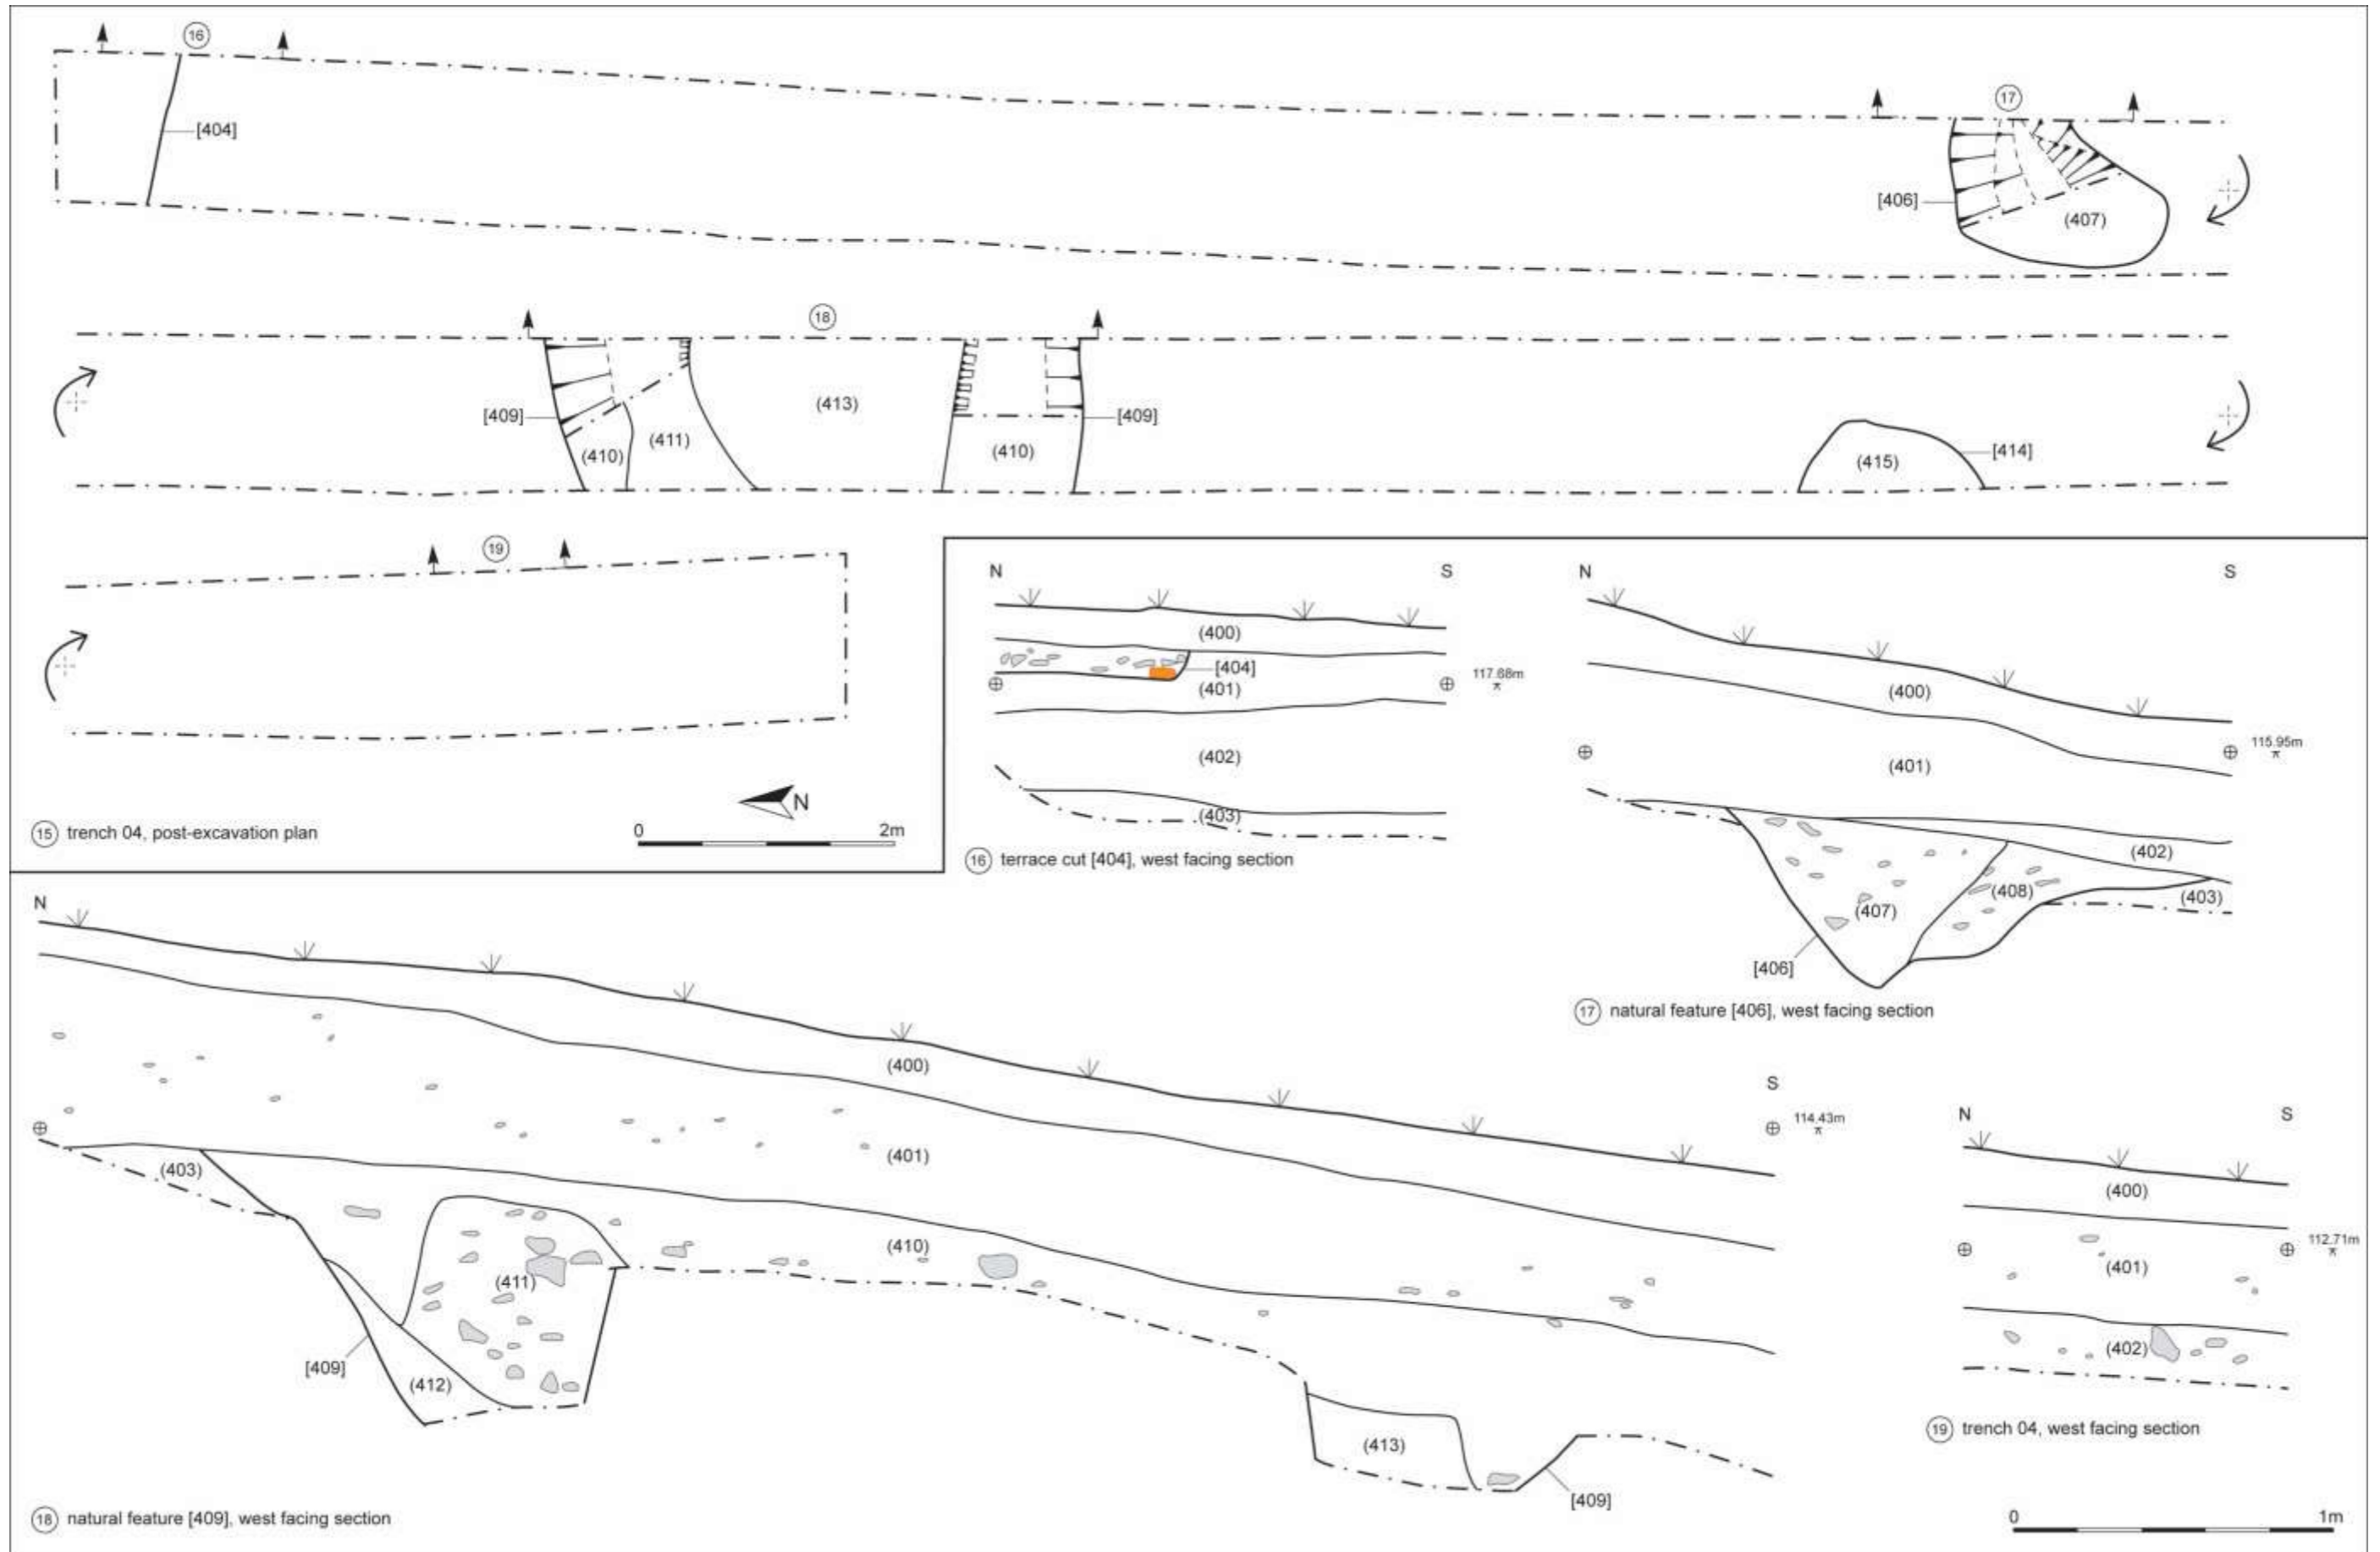 16
[404]
17
[406]
(407)
18
[409]
(410)
(411)
(413)
(410)
[409]
(415)
[414]
19
N
15 trench 04, post-excavation plan
0 2m
N S
(400)
[404]
(401)
117.68m
(402)
(403)
16 terrace cut [404], west facing section
N S
(400)
115.95m
(401)
(402)
(408)
(403)
(407)
[406]
17 natural feature [406], west facing section
N
(400)
S
114.43m
(401)
(403)
(410)
(411)
[409]
(412)
(413)
[409]
18 natural feature [409], west facing section
N S
(400)
112.71m
(401)
(402)
19 trench 04, west facing section
0 1m